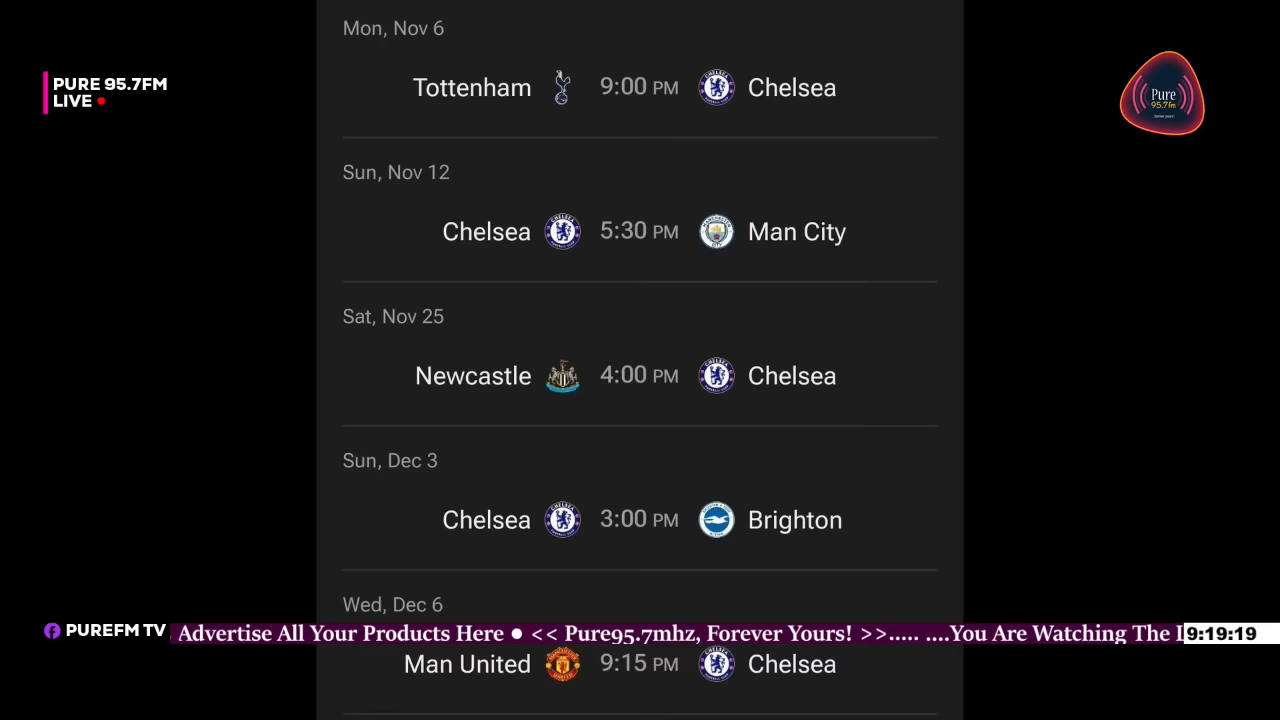 Mon, Nov 6
PURE 95.7FM
LIVE
Tottenham 9:00 PM Chelsea
Pure
95.7fm
Sun, Nov 12
Chelsea 5:30 PM Man City
Sat, Nov 25
Newcastle 4:00 PM Chelsea
Sun, Dec 3
Chelsea 3:00 PM Brighton
Wed, Dec 6
PUREFM TV
Advertise All Your Products Here ● << Pure95.7mhz, Forever Yours! >>..... ....You Are Watching The
9:19:19
Man United 9:15 PM Chelsea